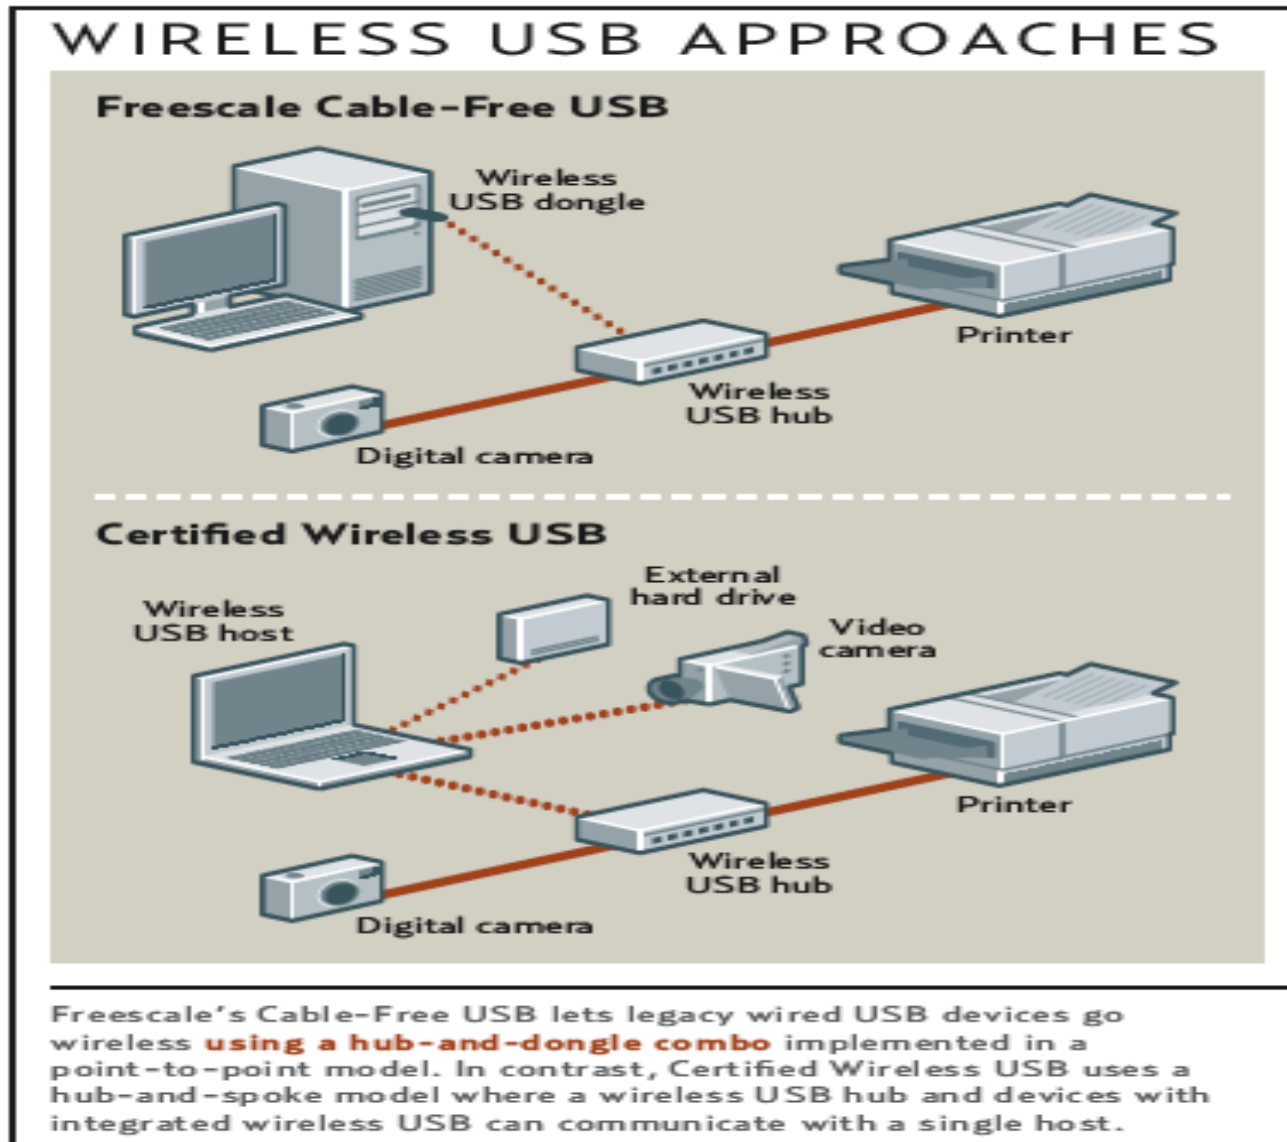 WIRELESS USB APPROACHES
Freescale Cable-Free USB
Wireless
USB dongle
Printer
Wireless
USB hub
Digital camera
Certified Wireless USB
External
hard drive
Wireless
USB host
Video
camera
Printer
Wireless
USB hub
Digital camera
Freescale's Cable-Free USB lets legacy wired USB devices go
wireless using a hub-and-dongle combo implemented in a
point-to-point model. In contrast, Certified Wireless USB uses a
hub-and-spoke model where a wireless USB hub and devices with
integrated wireless USB can communicate with a single host.